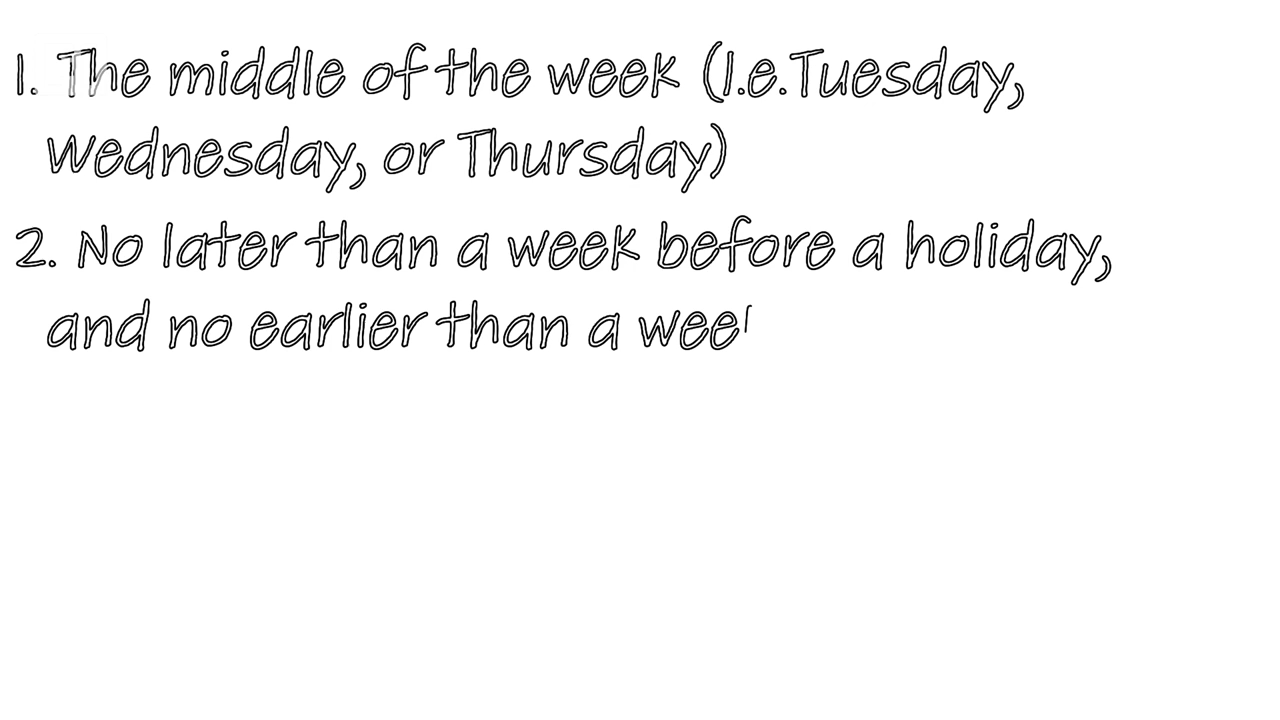 1. The middle of the week (I.e.Tuesday,
Wednesday, or Thursday)
2. No later than a week before a holiday,
and no earlier than a wee